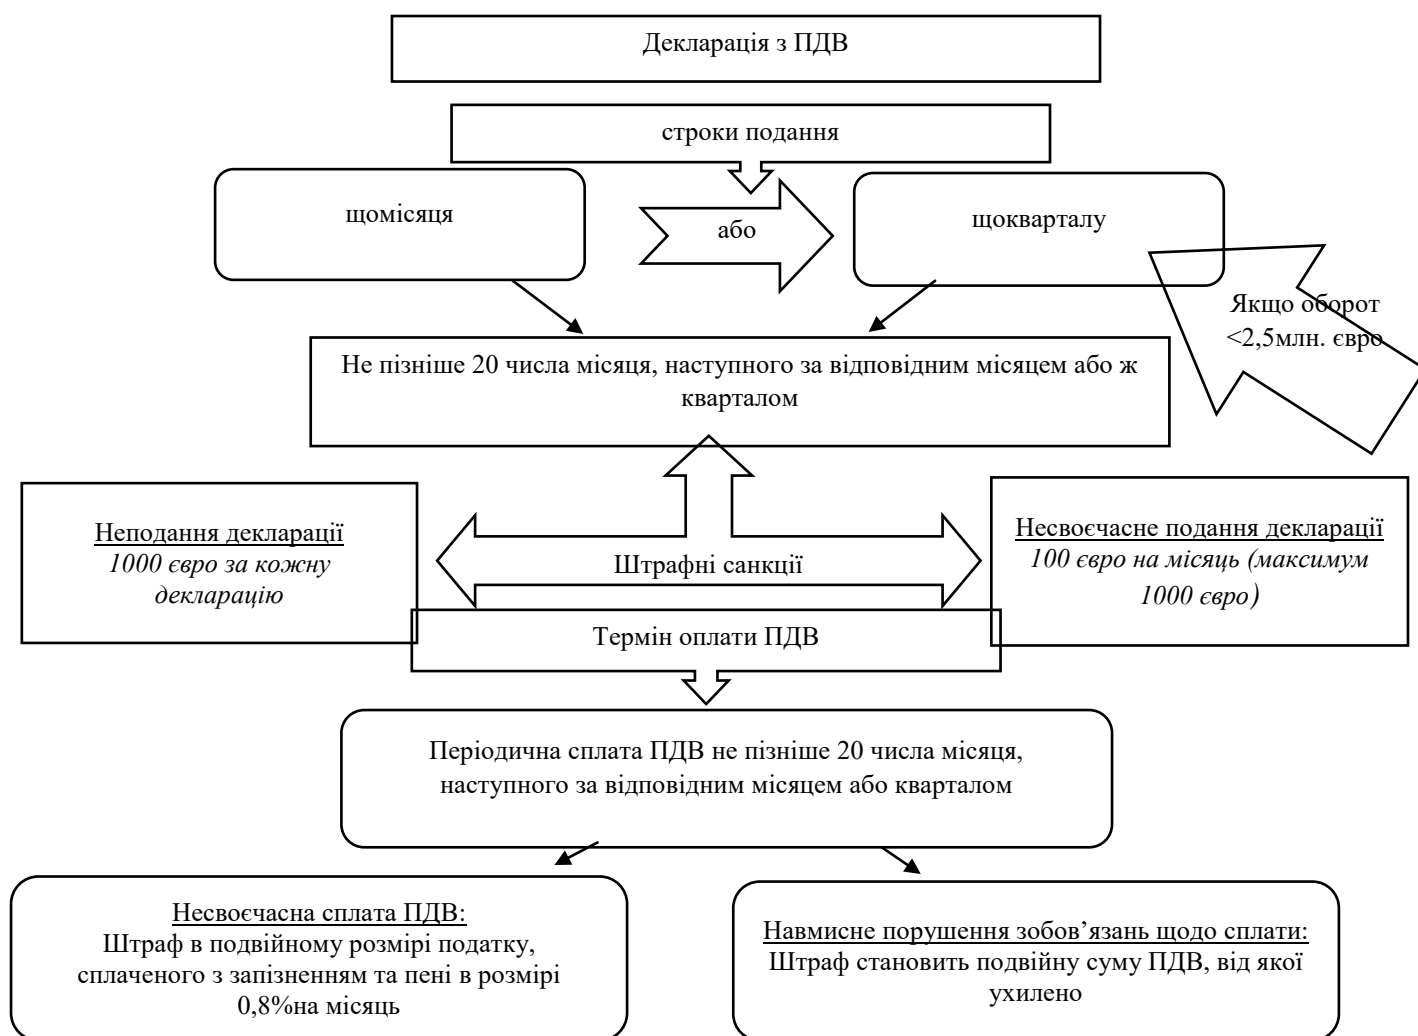 Декларація з ПДВ
строки подання
щомісяця
або
щокварталу
Якщо оборот
<2,5млн. євро
Не пізніше 20 числа місяця, наступного за відповідним місяцем або ж
кварталом
Неподання декларації
1000 євро за кожну
декларацію
Штрафні санкції
Несвоєчасне подання декларації
100 євро на місяць (максимум
1000 євро)
Термін оплати ПДВ
Періодична сплата ПДВ не пізніше 20 числа місяця,
наступного за відповідним місяцем або кварталом
Несвоєчасна сплата ПДВ:
Штраф в подвійному розмірі податку,
сплаченого з запізненням та пені в розмірі
0,8%на місяць
Навмисне порушення зобов’язань щодо сплати:
Штраф становить подвійну суму ПДВ, від якої
ухилено